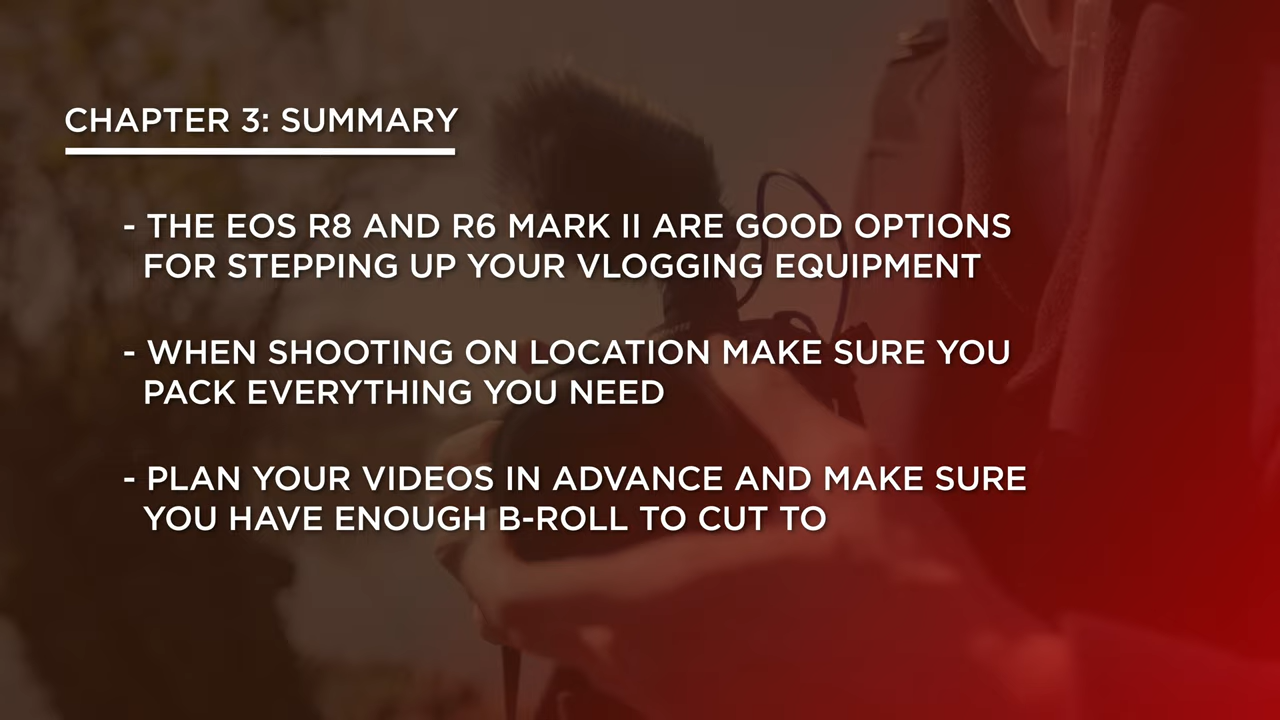 CHAPTER 3: SUMMARY
- THE EOS R8 AND R6 MARK II ARE GOOD OPTIONS
FOR STEPPING UP YOUR VLOGGING EQUIPMENT
- WHEN SHOOTING ON LOCATION MAKE SURE YOU
PACK EVERYTHING YOU NEED
- PLAN YOUR VIDEOS IN ADVANCE AND MAKE SURE
YOU HAVE ENOUGH B-ROLL TO CUT TO